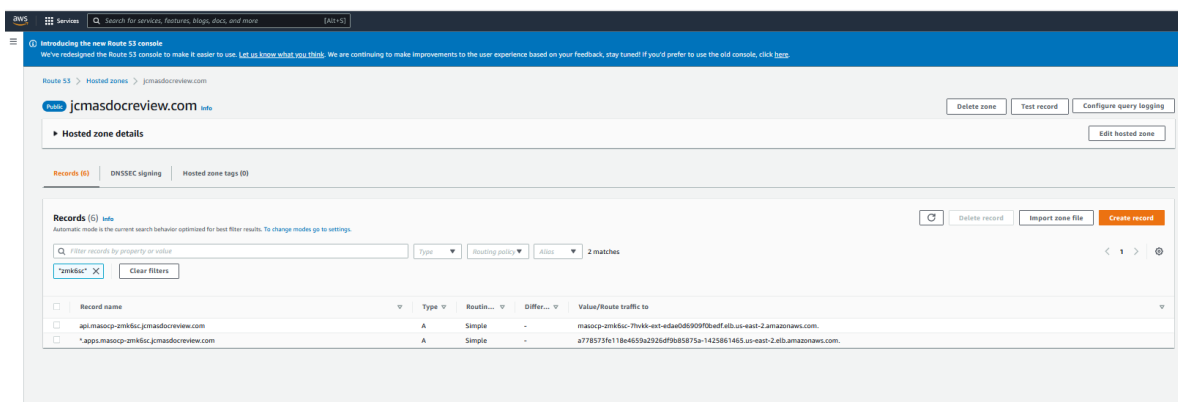 aws Services Search for services, features, blogs, docs, and more [Alt+S]
Introducing the new Route 53 console
We've redesigned the Route 53 console to make it easier to use. Let us know what you think. We are continuing to make improvements to the user experience based on your feedback, stay tuned! If you'd prefer to use the old console, click here.
Route 53 > Hosted zones > jcmasdocreview.com
Public jcmasdocreview.com Info Delete zone Test record Configure query logging
Hosted zone details Edit hosted zone
Records (6) DNSSEC signing Hosted zone tags (0)
Records (6) Info Delete record Import zone file Create record
Automatic mode is the current search behavior optimized for best filter results. To change modes go to settings.
Filter records by property or value Type Routing policy Alias 2 matches < 1 >
"zmk6sc" X Clear filters
Record name Type Routin... Differ... Value/Route traffic to
api.masocp-zmk6sc.jcmasdocreview.com A Simple - masocp-zmk6sc-7hvkk-ext-edae0d6909f0bedf.elb.us-east-2.amazonaws.com.
*.apps.masocp-zmk6sc.jcmasdocreview.com A Simple - a778573fe118e4659a2926df9b85875a-1425861465.us-east-2.elb.amazonaws.com.